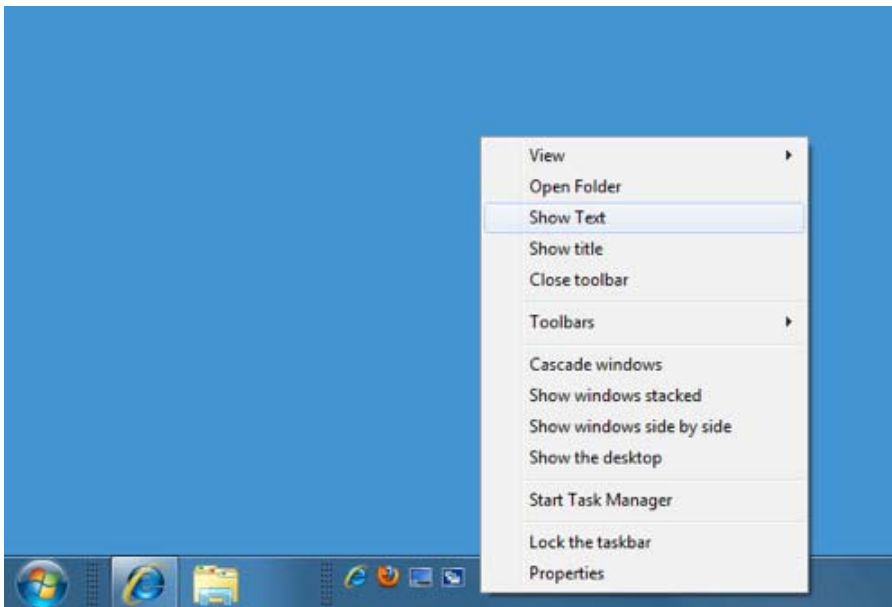 View
Open Folder
Show Text
Show title
Close toolbar
Toolbars
Cascade windows
Show windows stacked
Show windows side by side
Show the desktop
Start Task Manager
Lock the taskbar
Properties